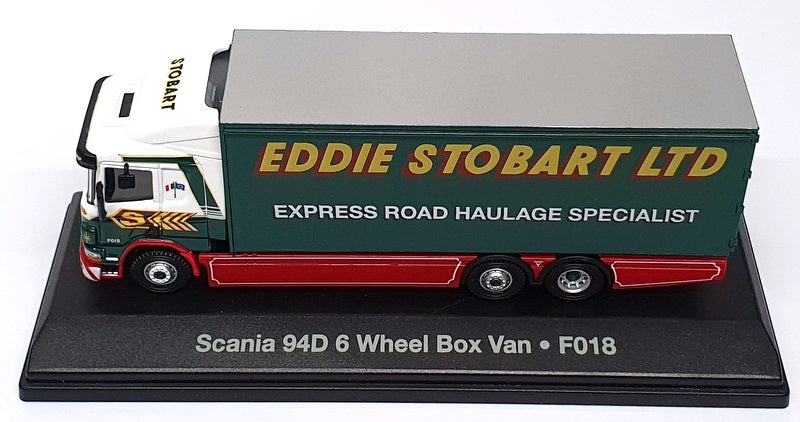 STOBART
EDDIE STOBART LTD
EXPRESS ROAD HAULAGE SPECIALIST
S
F018
Scania 94D 6 Wheel Box Van • F018